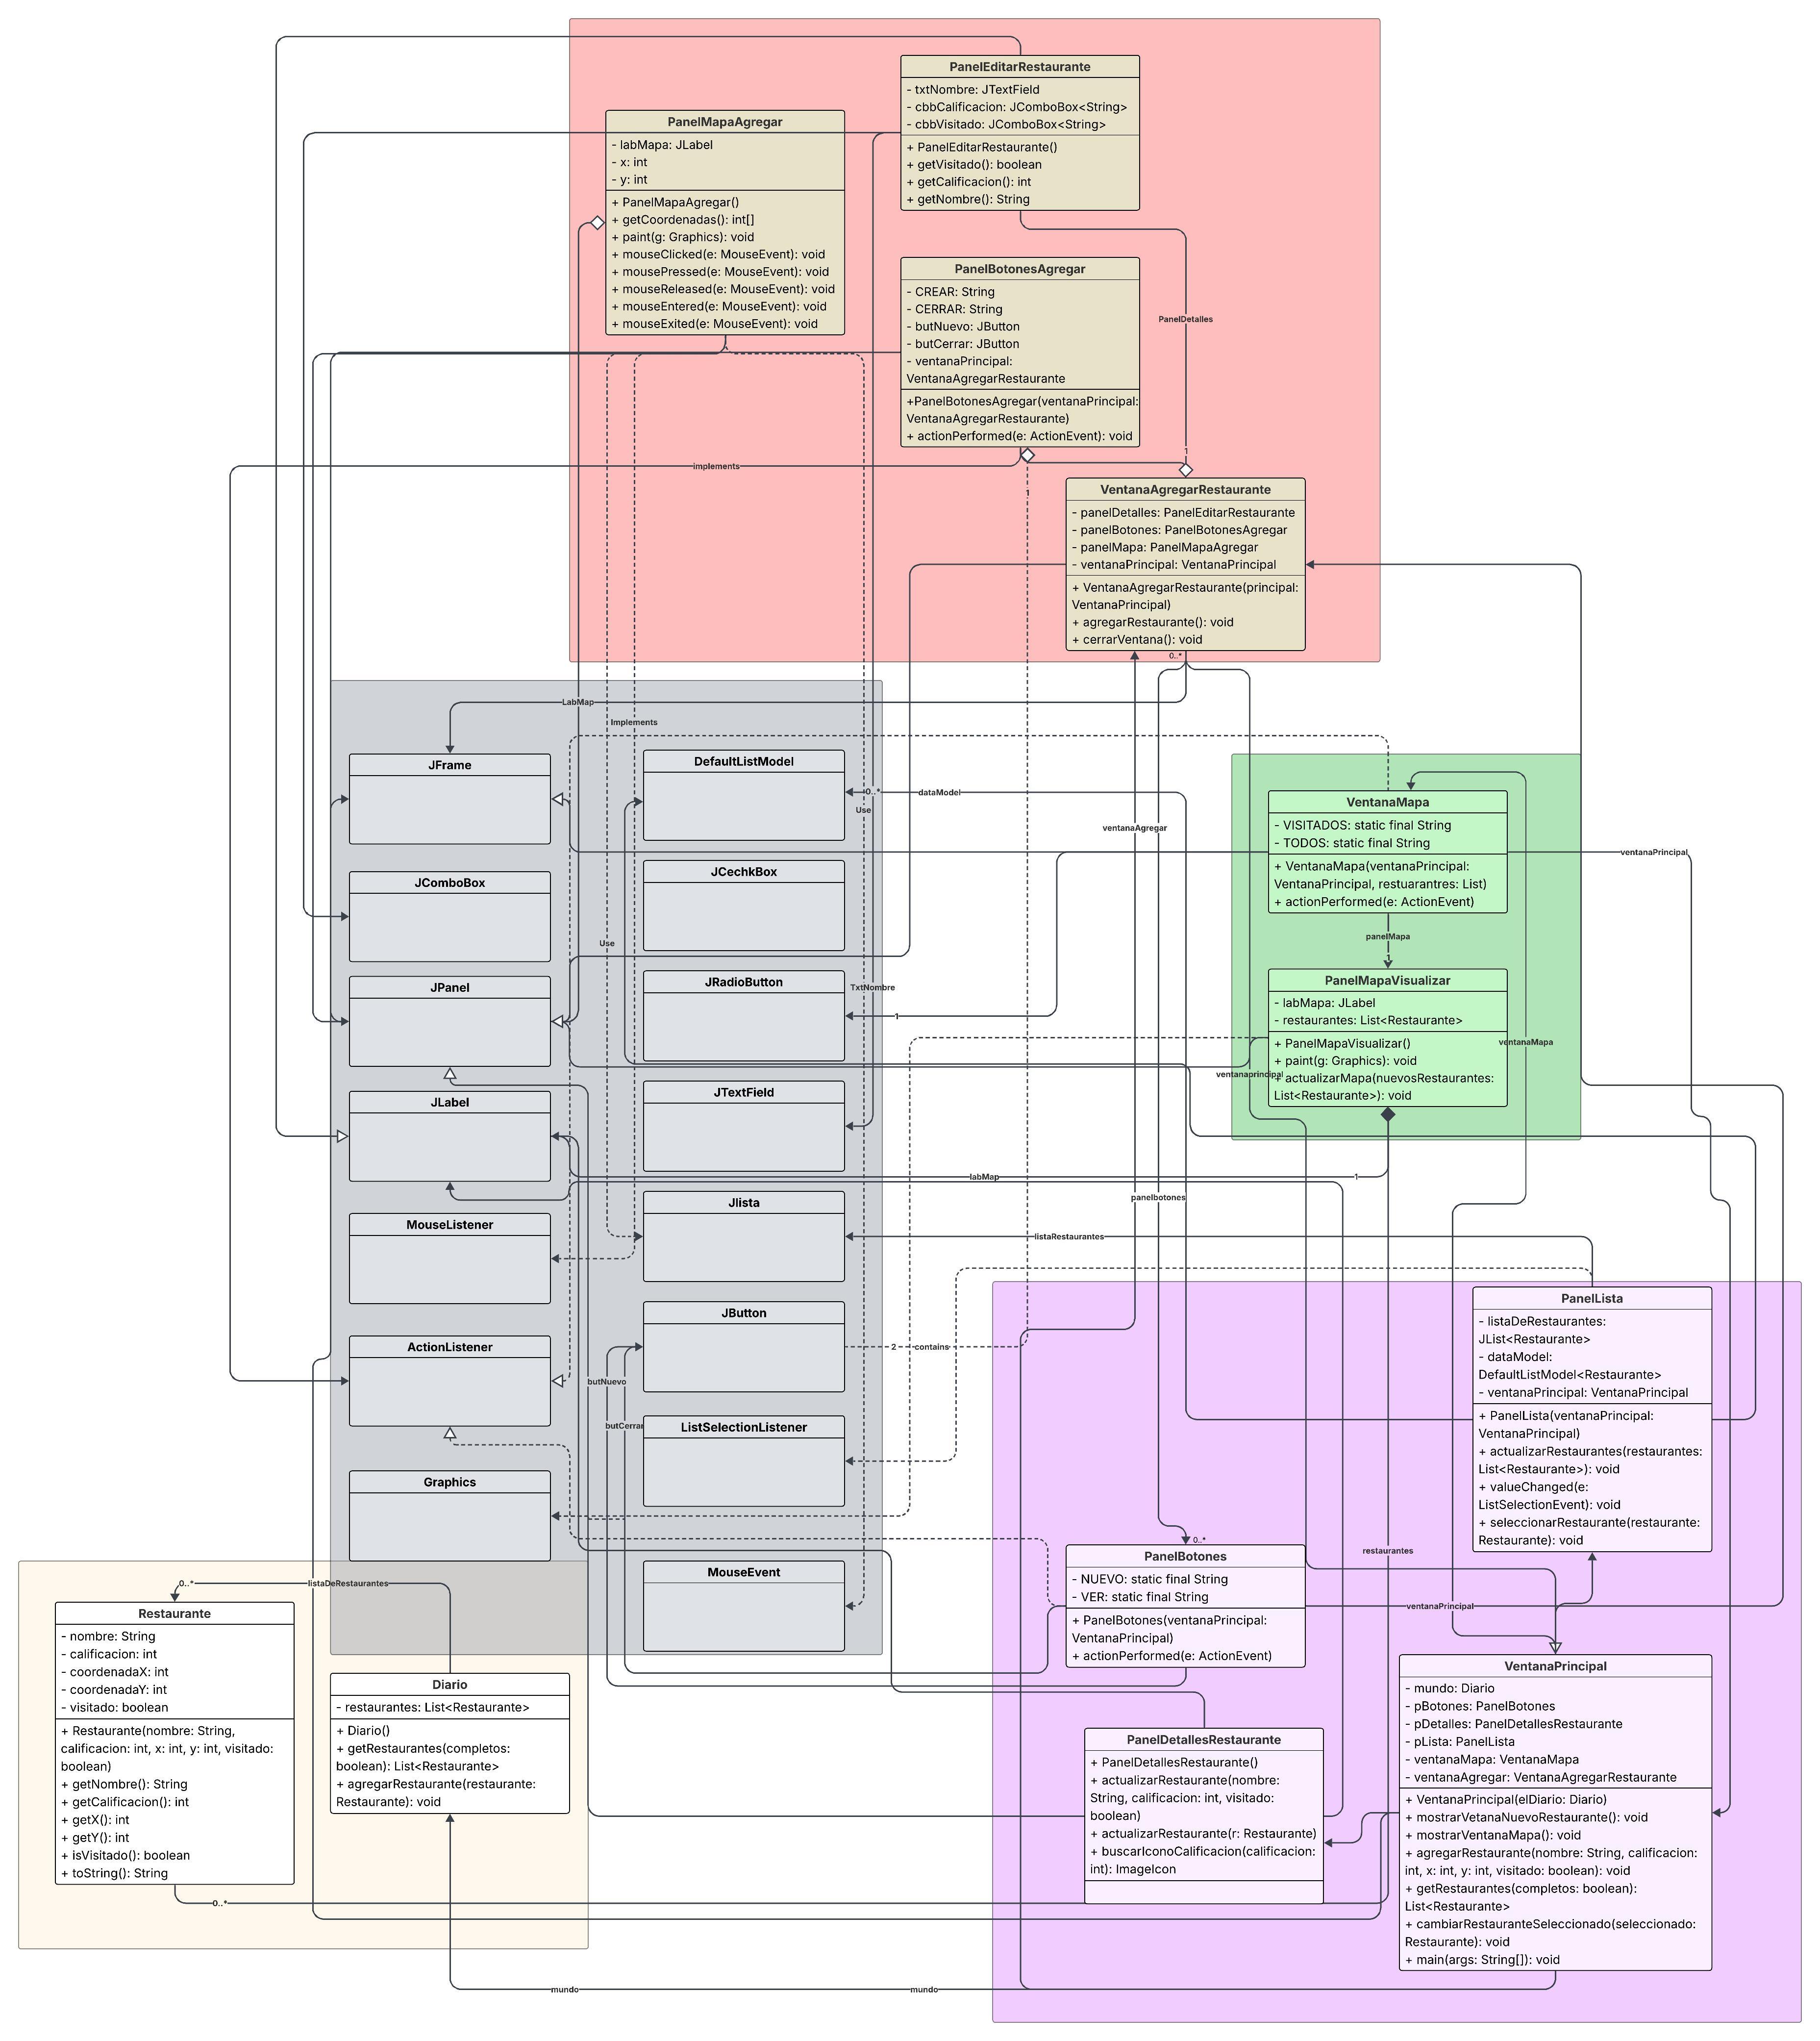 PanelEditarRestaurante
- txtNombre: JTextField
- cbbCalificacion: JComboBox<String>
- cbbVisitado: JComboBox<String>
+ PanelEditarRestaurante()
+ getVisitado(): boolean
+ getCalificacion(): int
+ getNombre(): String
PanelMapaAgregar
- labMapa: JLabel
- x: int
- y: int
+ PanelMapaAgregar()
+ getCoordenadas(): int[]
+ paint(g: Graphics): void
+ mouseClicked(e: MouseEvent): void
+ mousePressed(e: MouseEvent): void
+ mouseReleased(e: MouseEvent): void
+ mouseEntered(e: MouseEvent): void
+ mouseExited(e: MouseEvent): void
PanelBotonesAgregar
- CREAR: String
- CERRAR: String
- butNuevo: JButton
- butCerrar: JButton
- ventanaPrincipal:
VentanaAgregarRestaurante
+PanelBotonesAgregar(ventanaPrincipal:
VentanaAgregarRestaurante)
+ actionPerformed(e: ActionEvent): void
PanelDetalles
1
implements
1
VentanaAgregarRestaurante
- panelDetalles: PanelEditarRestaurante
- panelBotones: PanelBotonesAgregar
- panelMapa: PanelMapaAgregar
- ventanaPrincipal: VentanaPrincipal
+ VentanaAgregarRestaurante(principal:
VentanaPrincipal)
+ agregarRestaurante(): void
+ cerrarVentana(): void
0..*
LabMap
Implements
JFrame
DefaultListModel
0..*
dataModel
Use
ventanaAgregar
JCechkBox
JComboBox
Use
JRadioButton
TxtNombre
1
JPanel
JTextField
JLabel
VentanaMapa
- VISITADOS: static final String
- TODOS: static final String
+ VentanaMapa(ventanaPrincipal:
VentanaPrincipal, restuarantres: List)
+ actionPerformed(e: ActionEvent)
ventanaPrincipal
panelMapa
1
PanelMapaVisualizar
- labMapa: JLabel
- restaurantes: List<Restaurante>
+ PanelMapaVisualizar()
+ paint(g: Graphics): void
+ actualizarMapa(nuevosRestaurantes:
List<Restaurante>): void
ventanaMapa
ventanaprincipal
labMap
1
panelbotones
Jlista
listaRestaurantes
MouseListener
JButton
2
contains
ActionListener
butNuevo
butCerrar
ListSelectionListener
Graphics
MouseEvent
PanelLista
- listaDeRestaurantes:
JList<Restaurante>
- dataModel:
DefaultListModel<Restaurante>
- ventanaPrincipal: VentanaPrincipal
+ PanelLista(ventanaPrincipal:
VentanaPrincipal)
+ actualizarRestaurantes(restaurantes:
List<Restaurante>): void
+ valueChanged(e:
ListSelectionEvent): void
+ seleccionarRestaurante(restaurante:
Restaurante): void
0..*
restaurantes
PanelBotones
- NUEVO: static final String
- VER: static final String
+ PanelBotones(ventanaPrincipal:
VentanaPrincipal)
+ actionPerformed(e: ActionEvent)
ventanaPrincipal
0..*
listaDeRestaurantes
Restaurante
- nombre: String
- calificacion: int
- coordenadaX: int
- coordenadaY: int
- visitado: boolean
+ Restaurante(nombre: String,
calificacion: int, x: int, y: int, visitado:
boolean)
+ getNombre(): String
+ getCalificacion(): int
+ getX(): int
+ getY(): int
+ isVisitado(): boolean
+ toString(): String
Diario
- restaurantes: List<Restaurante>
+ Diario()
+ getRestaurantes(completos:
boolean): List<Restaurante>
+ agregarRestaurante(restaurante:
Restaurante): void
PanelDetallesRestaurante
+ PanelDetallesRestaurante()
+ actualizarRestaurante(nombre:
String, calificacion: int, visitado:
boolean)
+ actualizarRestaurante(r: Restaurante)
+ buscarIconoCalificacion(calificacion:
int): ImageIcon
VentanaPrincipal
- mundo: Diario
- pBotones: PanelBotones
- pDetalles: PanelDetallesRestaurante
- pLista: PanelLista
- ventanaMapa: VentanaMapa
- ventanaAgregar: VentanaAgregarRestaurante
+ VentanaPrincipal(elDiario: Diario)
+ mostrarVetanaNuevoRestaurante(): void
+ mostrarVentanaMapa(): void
+ agregarRestaurante(nombre: String, calificacion:
int, x: int, y: int, visitado: boolean): void
+ getRestaurantes(completos: boolean):
List<Restaurante>
+ cambiarRestauranteSeleccionado(seleccionado:
Restaurante): void
+ main(args: String[]): void
0..*
mundo
mundo